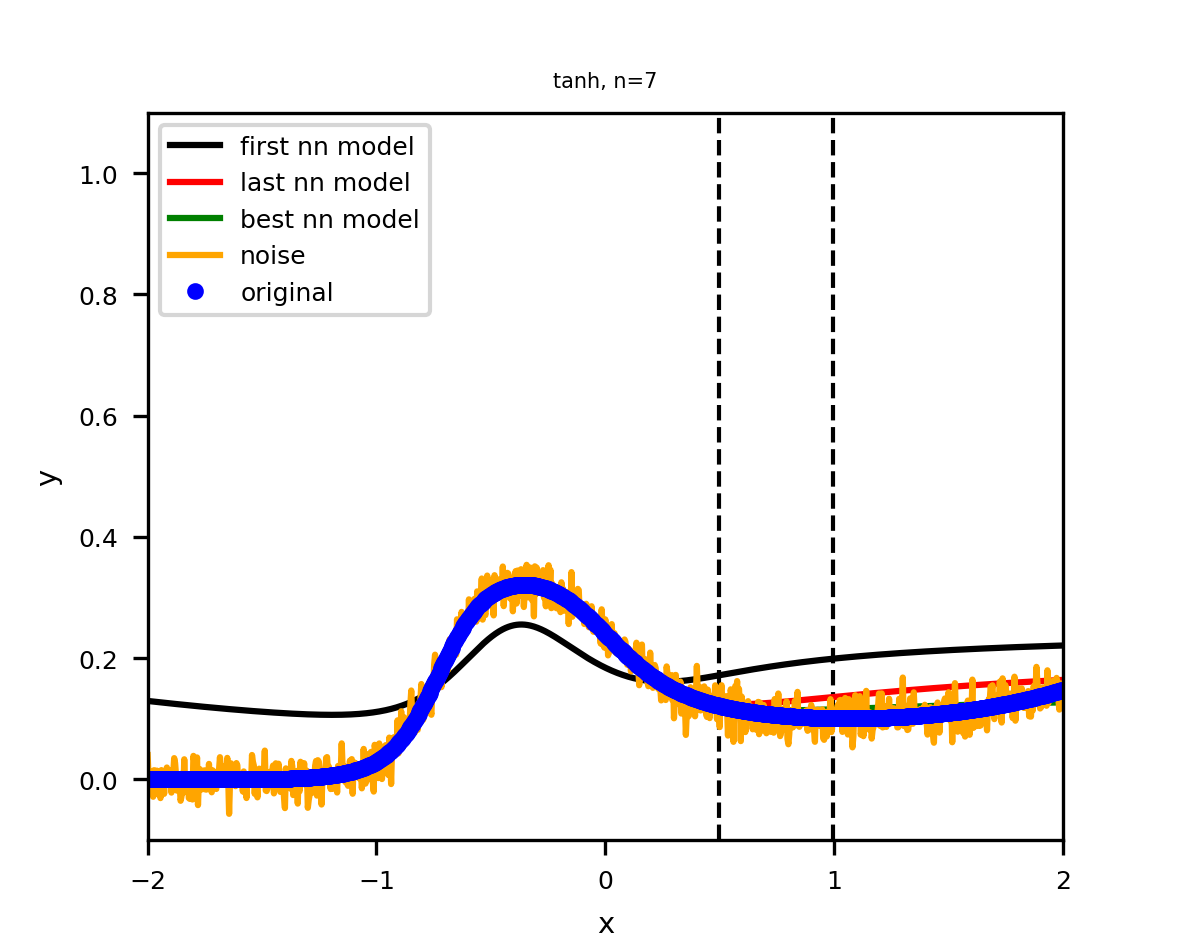 tanh, n=7
first nn model
last nn model
best nn model
noise
original
1.0
0.8
0.6
0.4
0.2
0.0
y
−2
−1
0
1
2
x